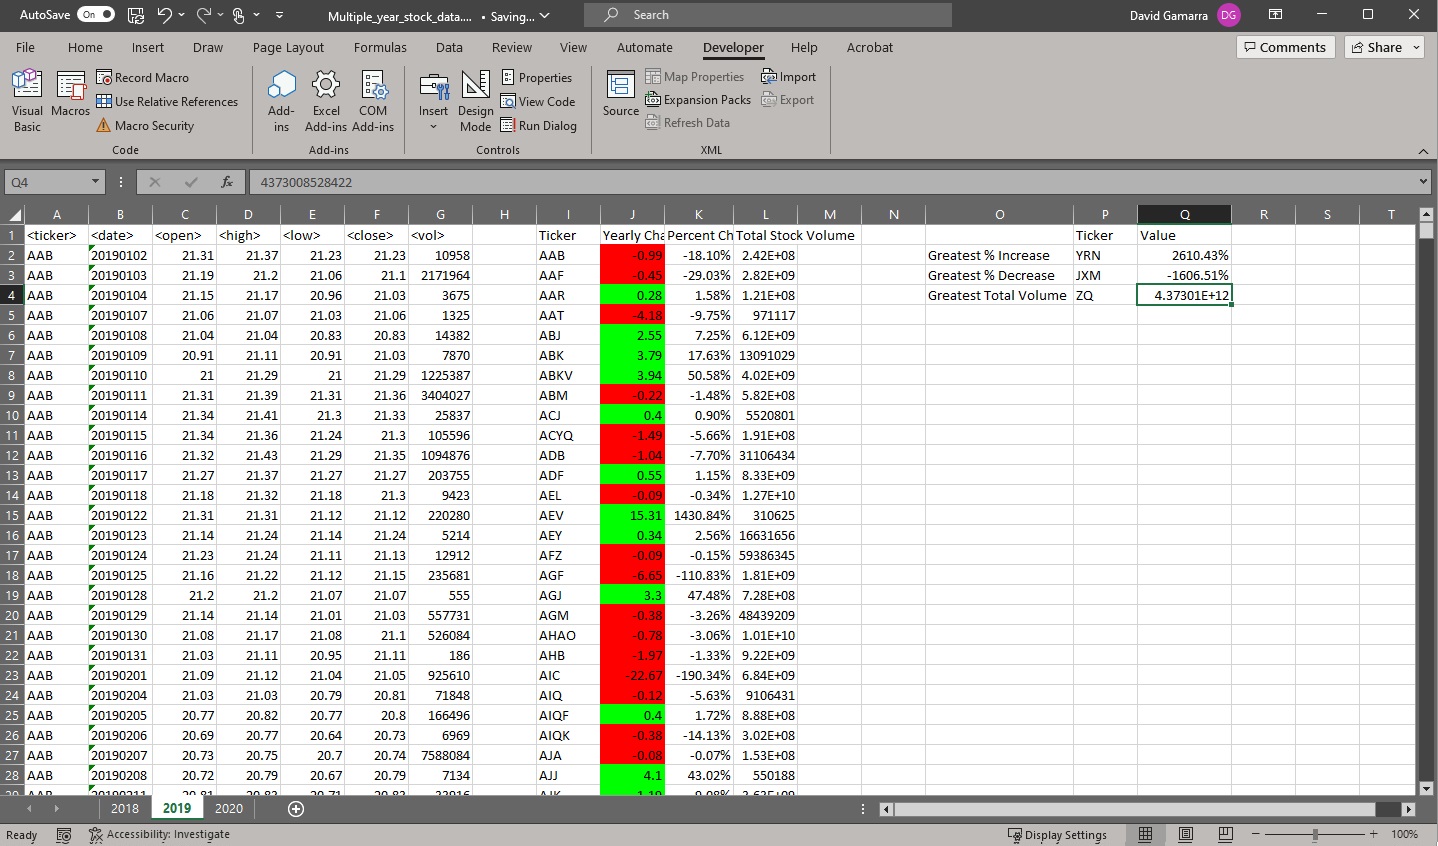 AutoSave On Multiple_year_stock_data.... • Saving... Search David Gamarra DG
File Home Insert Draw Page Layout Formulas Data Review View Automate Developer Help Acrobat Comments Share
Visual Basic Macros Record Macro Use Relative References Macro Security Code
Add-ins Excel Add-ins COM Add-ins Add-ins
Insert Design Mode Properties View Code Run Dialog Controls
Source Map Properties Expansion Packs Refresh Data Import Export XML
Q4 fx 4373008528422
A B C D E F G H I J K L M N O P Q R S T
1 <ticker> <date> <open> <high> <low> <close> <vol> Ticker Yearly Cha Percent Ch Total Stock Volume Ticker Value
2 AAB 20190102 21.31 21.37 21.23 21.23 10958 AAB -0.99 -18.10% 2.42E+08 Greatest % Increase YRN 2610.43%
3 AAB 20190103 21.19 21.2 21.06 21.1 2171964 AAF -0.45 -29.03% 2.82E+09 Greatest % Decrease JXM -1606.51%
4 AAB 20190104 21.15 21.17 20.96 21.03 3675 AAR 0.28 1.58% 1.21E+08 Greatest Total Volume ZQ 4.37301E+12
5 AAB 20190107 21.06 21.07 21.03 21.06 1325 AAT -4.18 -9.75% 971117
6 AAB 20190108 21.04 21.04 20.83 20.83 14382 ABJ 2.55 7.25% 6.12E+09
7 AAB 20190109 20.91 21.11 20.91 21.03 7870 ABK 3.79 17.63% 13091029
8 AAB 20190110 21 21.29 21 21.29 1225387 ABKV 3.94 50.58% 4.02E+09
9 AAB 20190111 21.31 21.39 21.31 21.36 3404027 ABM -0.22 -1.48% 5.82E+08
10 AAB 20190114 21.34 21.41 21.3 21.33 25837 ACJ 0.4 0.90% 5520801
11 AAB 20190115 21.34 21.36 21.24 21.3 105596 ACYQ -1.49 -5.66% 1.91E+08
12 AAB 20190116 21.32 21.43 21.29 21.35 1094876 ADB -1.04 -7.70% 31106434
13 AAB 20190117 21.27 21.37 21.27 21.27 203755 ADF 0.55 1.15% 8.33E+09
14 AAB 20190118 21.18 21.32 21.18 21.3 9423 AEL -0.09 -0.34% 1.27E+10
15 AAB 20190122 21.31 21.31 21.12 21.12 220280 AEV 15.31 1430.84% 310625
16 AAB 20190123 21.14 21.24 21.14 21.24 5214 AEY 0.34 2.56% 16631656
17 AAB 20190124 21.23 21.24 21.11 21.13 12912 AFZ -0.09 -0.15% 59386345
18 AAB 20190125 21.16 21.22 21.12 21.15 235681 AGF -6.65 -110.83% 1.81E+09
19 AAB 20190128 21.2 21.2 21.07 21.07 555 AGJ 3.3 47.48% 7.28E+08
20 AAB 20190129 21.14 21.14 21.01 21.03 557731 AGM -0.38 -3.26% 48439209
21 AAB 20190130 21.08 21.17 21.08 21.1 526084 AHAO -0.78 -3.06% 1.01E+10
22 AAB 20190131 21.03 21.11 20.95 21.11 186 AHB -1.97 -1.33% 9.22E+09
23 AAB 20190201 21.09 21.12 21.04 21.05 925610 AIC -22.67 -190.34% 6.84E+09
24 AAB 20190204 21.03 21.03 20.79 20.81 71848 AIQ -0.12 -5.63% 9106431
25 AAB 20190205 20.77 20.82 20.77 20.8 166496 AIQF 0.4 1.72% 8.88E+08
26 AAB 20190206 20.69 20.77 20.64 20.73 6969 AIQK -0.38 -14.13% 3.02E+08
27 AAB 20190207 20.73 20.75 20.7 20.74 7588084 AJA -0.08 -0.07% 1.53E+08
28 AAB 20190208 20.72 20.79 20.67 20.79 7134 AJJ 4.1 43.02% 550188
2018 2019 2020
Ready Accessibility: Investigate Display Settings 100%